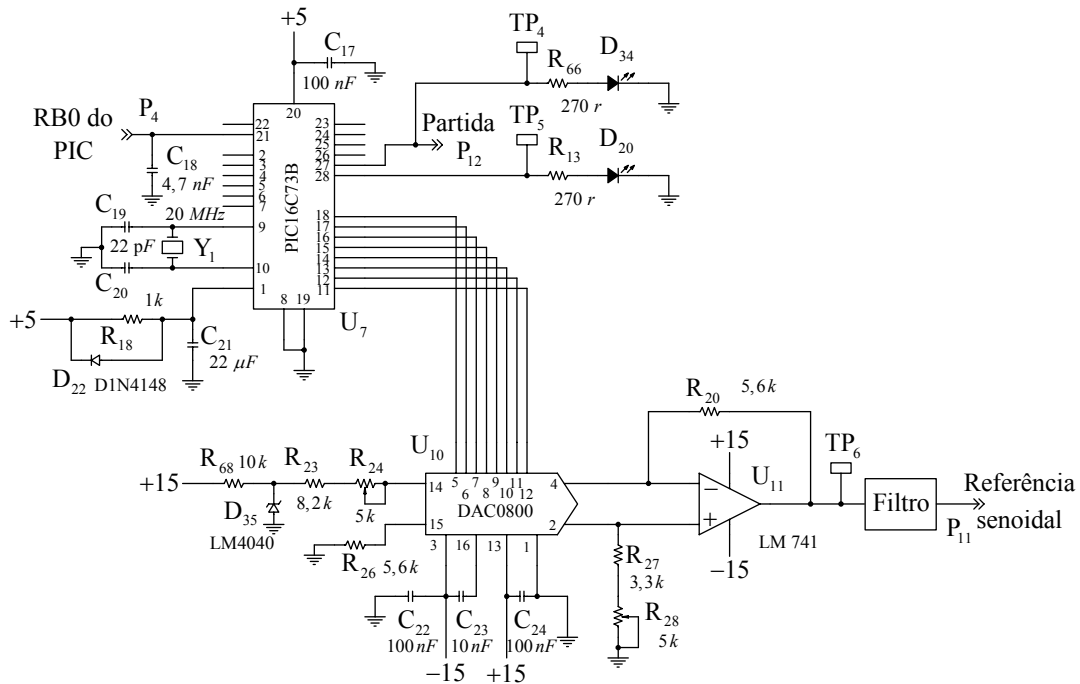 +5
C17
100 nF
TP4
R66
D34
270 r
RB0 do
PIC
P4
C18
4,7 nF
20
22
21
2
3
4
5
6
7
9
10
1
8
19
23
24
25
26
27
28
18
17
16
15
14
13
12
11
PIC16C73B
U7
Partida
P12
TP5
R13
D20
270 r
C19
22 pF
C20
20 MHz
Y1
+5
1k
R18
D22 D1N4148
C21
22 µF
+15
R68 10k
R23
8,2k
R24
5k
D35
LM4040
R26
5,6k
U10
DAC0800
14
15
5
6
7
8
9
10
11
12
4
2
3
16
13
1
C22
100nF
C23
10nF
C24
100nF
−15
+15
R20
5,6k
+15
U11
LM 741
−
+
−15
R27
3,3k
R28
5k
TP6
Filtro
Referência
senoidal
P11